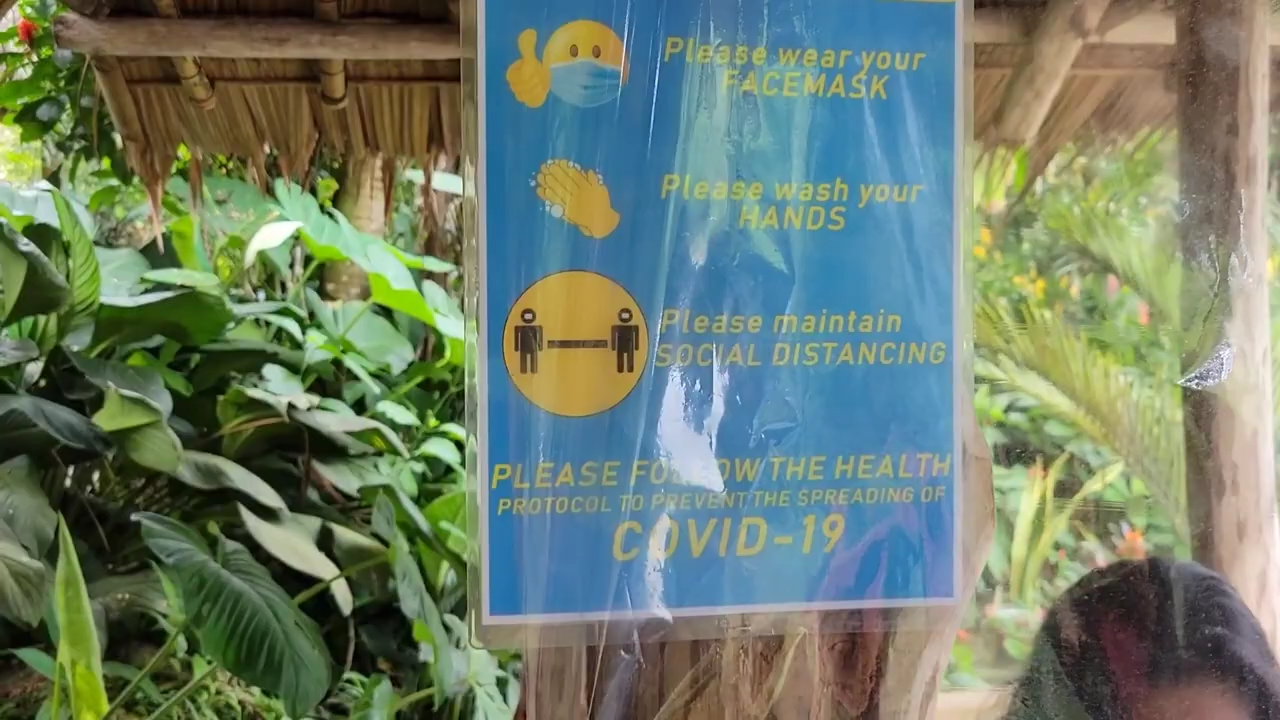 Please wear your
FACEMASK
Please wash your
HANDS
Please maintain
SOCIAL DISTANCING
PLEASE FOLLOW THE HEALTH
PROTOCOL TO PREVENT THE SPREADING OF
COVID-19